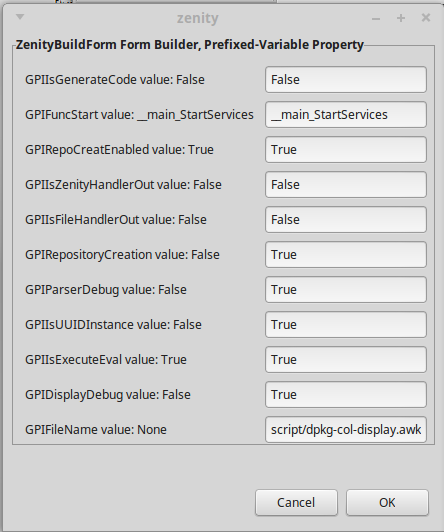 zenity
ZenityBuildForm Form Builder, Prefixed-Variable Property
GPIIsGenerateCode value: False False
GPIFuncStart value: __main_StartServices __main_StartServices
GPIRepoCreatEnabled value: True True
GPIIsZenityHandlerOut value: False False
GPIIsFileHandlerOut value: False False
GPIRepositoryCreation value: False True
GPIParserDebug value: False True
GPIIsUUIDInstance value: False True
GPIIsExecuteEval value: True True
GPIDisplayDebug value: False True
GPIFileName value: None script/dpkg-col-display.awk
Cancel OK